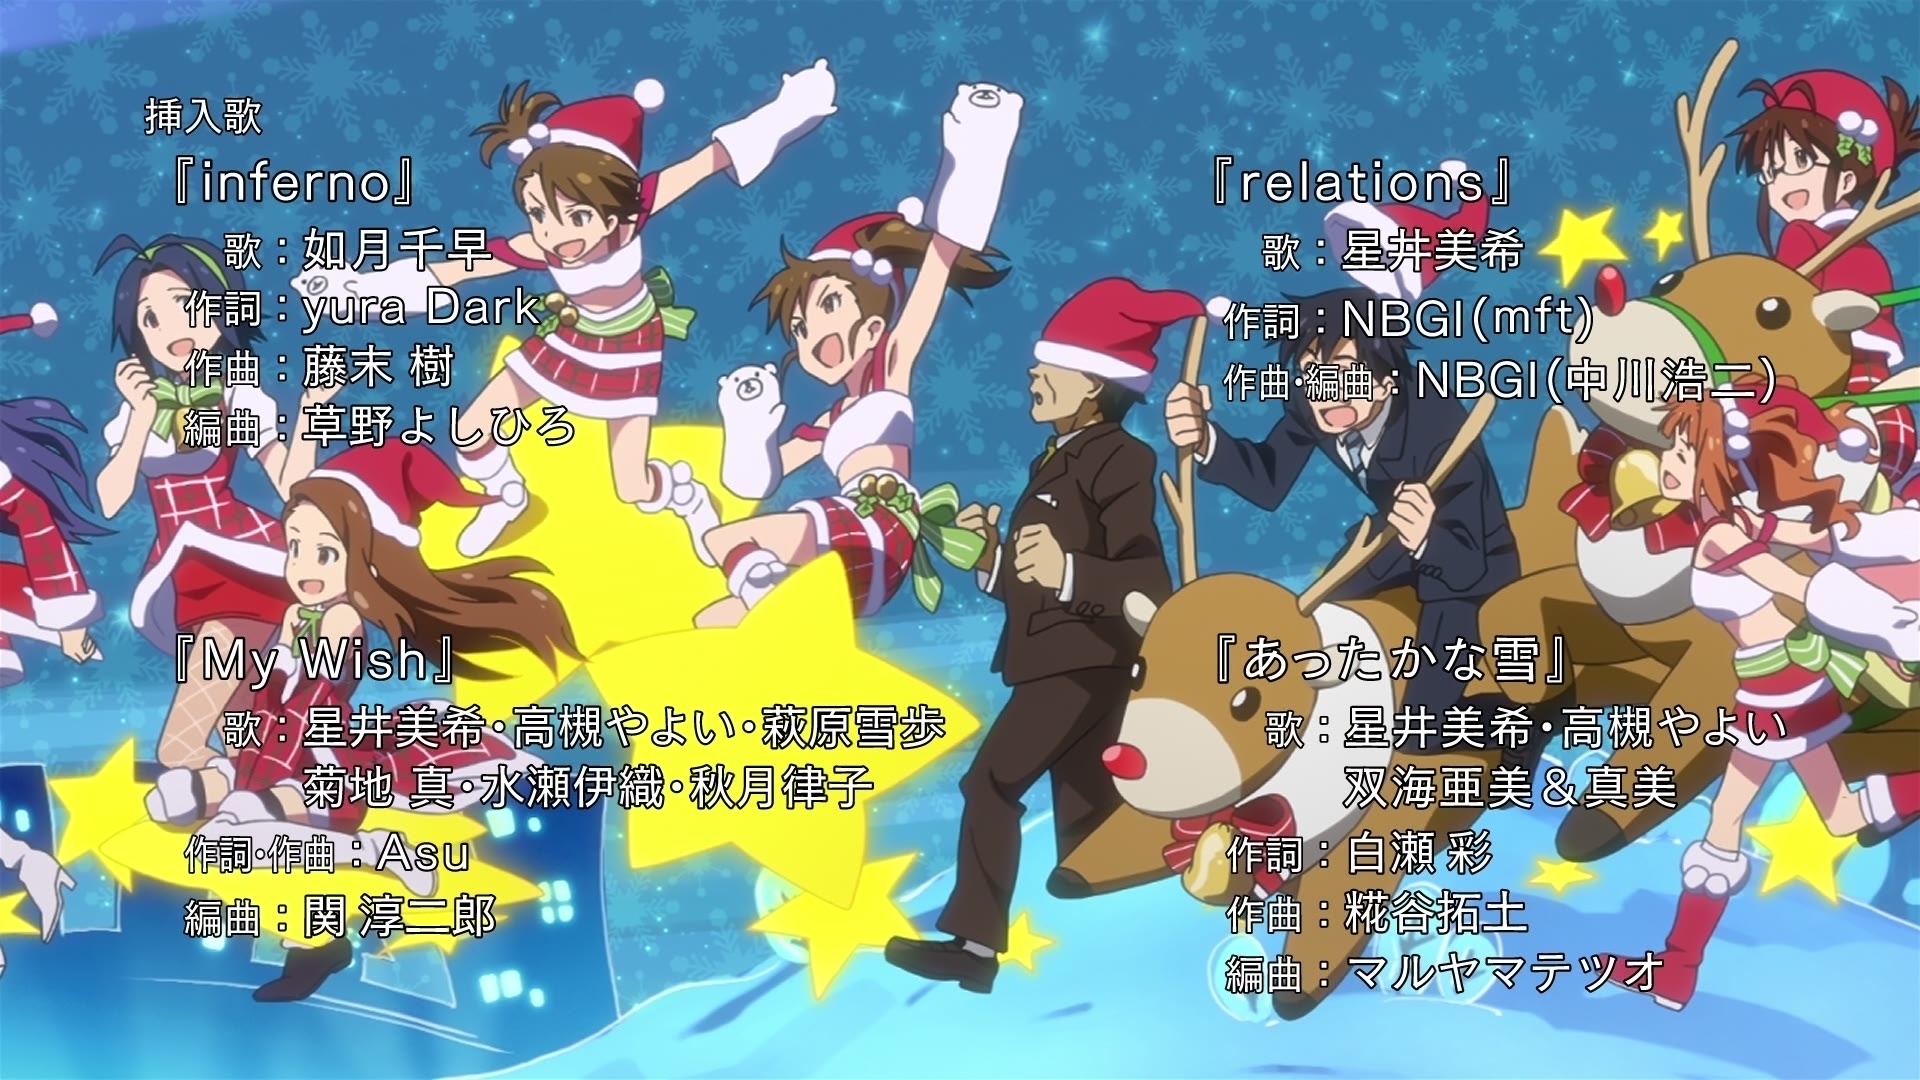 挿入歌
『inferno』
歌：如月千早
作詞：yura Dark
作曲：藤末 樹
編曲：草野よしひろ
『relations』
歌：星井美希
作詞：NBGI(mft)
作曲・編曲：NBGI(中川浩二)
『My Wish』
歌：星井美希・高槻やよい・萩原雪歩
菊地 真・水瀬伊織・秋月律子
作詞・作曲：Asu
編曲：関 淳二郎
『あったかな雪』
歌：星井美希・高槻やよい
双海亜美＆真美
作詞：白瀬 彩
作曲：糀谷拓土
編曲：マルヤマテツオ